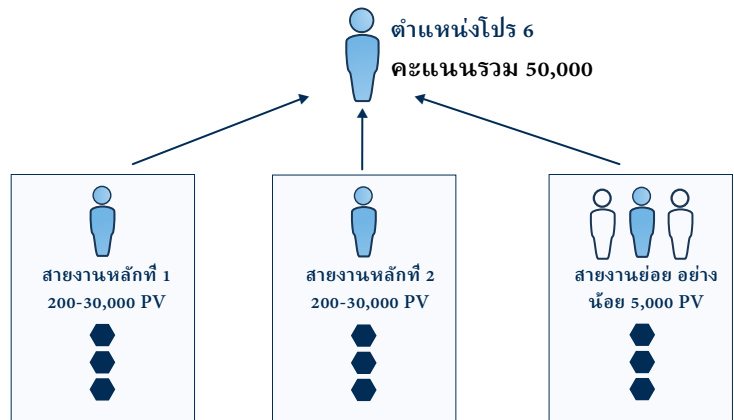 ตำแหน่งโปร 6
คะแนนรวม 50,000
สายงานหลักที่ 1
200-30,000 PV
สายงานหลักที่ 2
200-30,000 PV
สายงานย่อย อย่าง
น้อย 5,000 PV